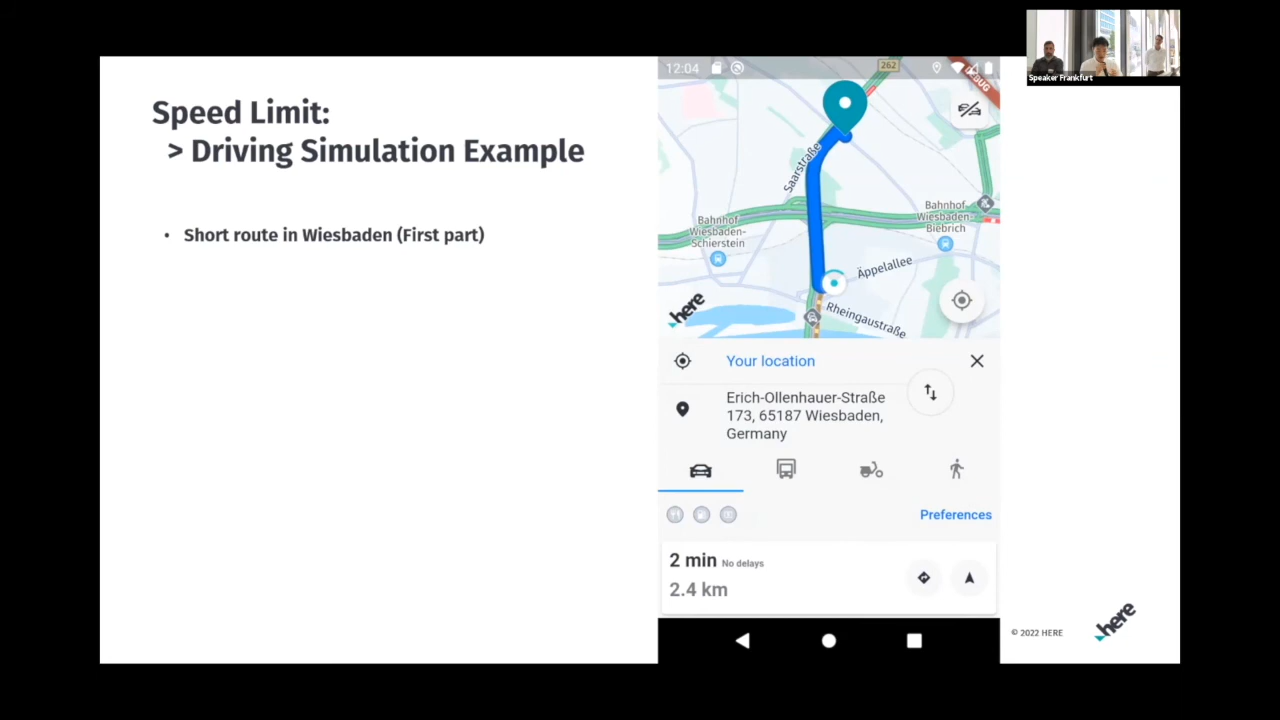 Speed Limit:
> Driving Simulation Example
• Short route in Wiesbaden (First part)
12:04
262
DEBUG
Saarstraße
Bahnhof
Wiesbaden-
Schierstein
Bahnhof
Wiesbaden-
Biebrich
Äppelallee
Rheingaustraße
here
Your location
Erich-Ollenhauer-Straße
173, 65187 Wiesbaden,
Germany
Preferences
2 min No delays
2.4 km
© 2022 HERE
here
Speaker Frankfurt